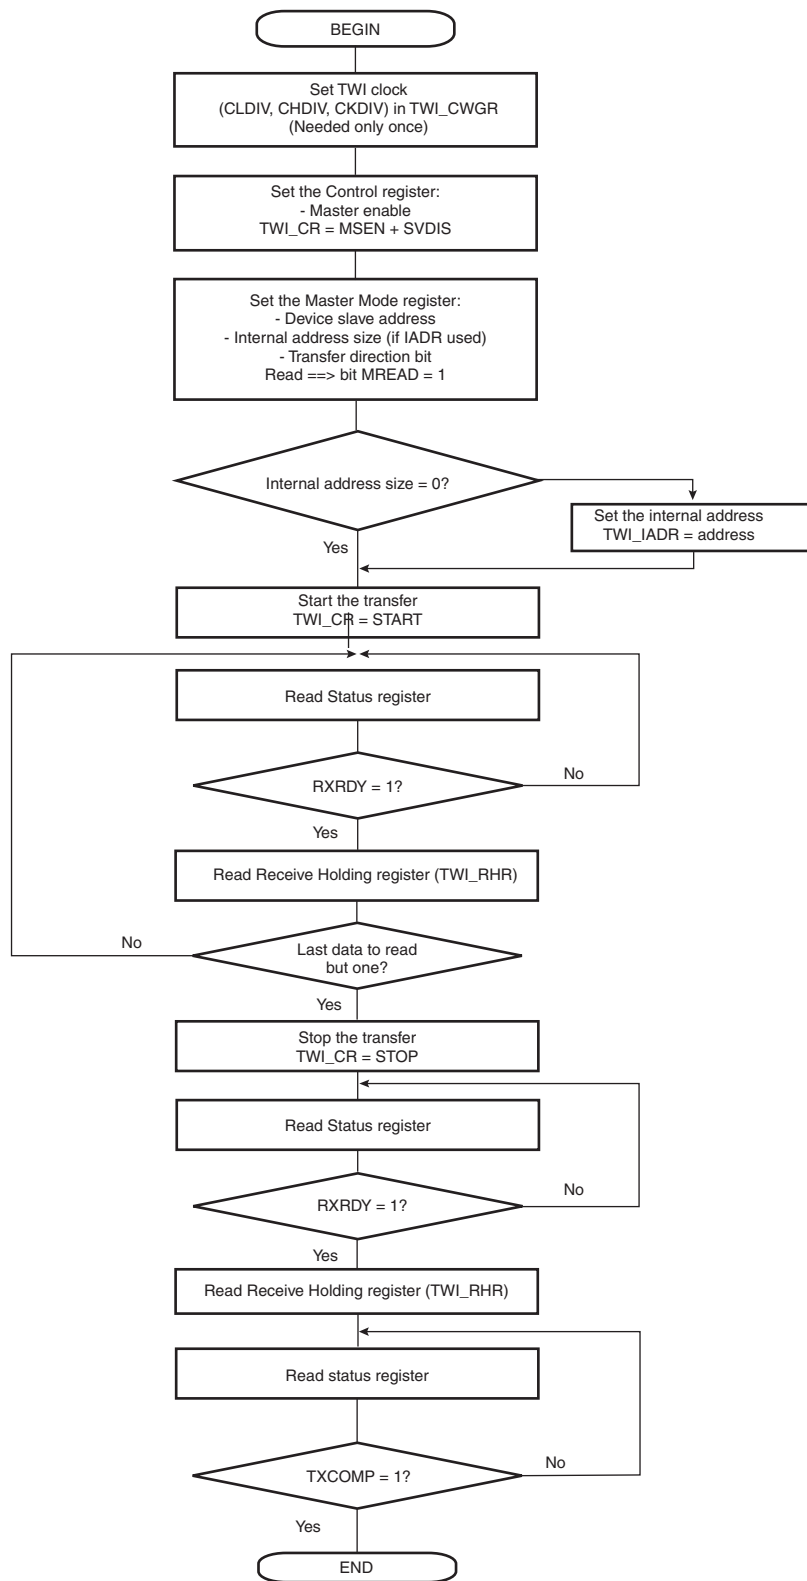 BEGIN
Set TWI clock
(CLDIV, CHDIV, CKDIV) in TWI_CWGR
(Needed only once)
Set the Control register:
- Master enable
TWI_CR = MSEN + SVDIS
Set the Master Mode register:
- Device slave address
- Internal address size (if IADR used)
- Transfer direction bit
Read ==> bit MREAD = 1
Internal address size = 0?
Set the internal address
TWI_IADR = address
Yes
Start the transfer
TWI_CR = START
Read Status register
RXRDY = 1?
No
Yes
Read Receive Holding register (TWI_RHR)
No
Last data to read
but one?
Yes
Stop the transfer
TWI_CR = STOP
Read Status register
RXRDY = 1?
No
Yes
Read Receive Holding register (TWI_RHR)
Read status register
TXCOMP = 1?
No
Yes
END